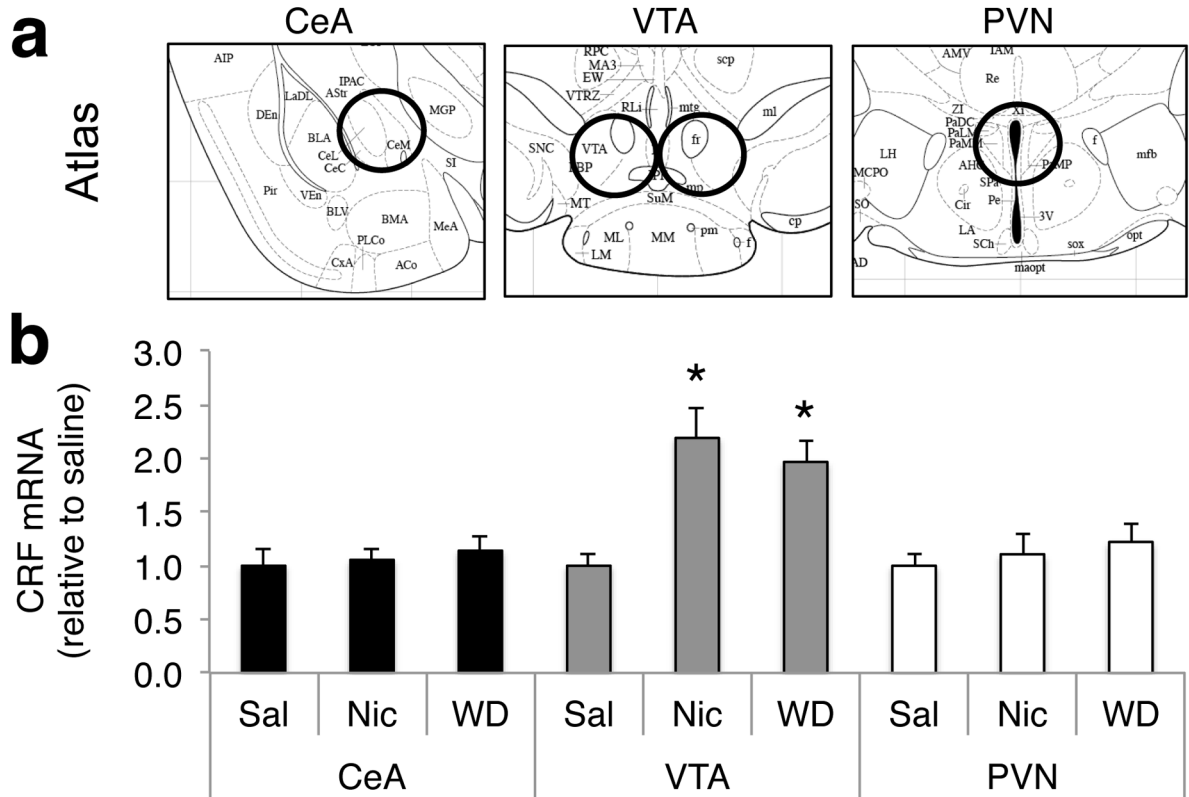 a
CeA
VTA
PVN
Atlas
AIP
IPAC
LaDL
AStr
DEn
MGP
BLA
CeM
CeL
CeC
SI
Pir
VEn
BLV
BMA
MeA
PLCo
CxA
ACo
RPC
MA3
EW
scp
VTRZ
RLi
mtg
ml
SNC
VTA
fr
mp
MT
SuM
cp
ML
MM
pm
f
LM
AMV
IAM
Re
ZI
Xi
PaDC
PaLM
PaMM
LH
f
mfb
MCPO
SPa
SO
Cir
Pe
3V
LA
SCh
sox
opt
maopt
b
CRF mRNA
(relative to saline)
3.0
2.5
2.0
1.5
1.0
0.5
0.0
*
*
Sal Nic WD Sal Nic WD Sal Nic WD
CeA VTA PVN